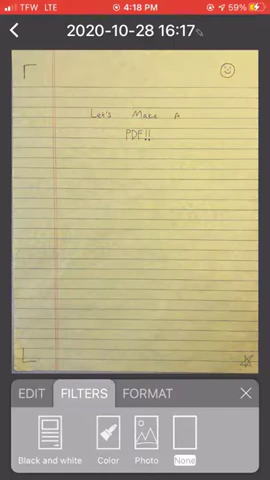 TFW LTE 4:18 PM 59%
2020-10-28 16:17
Let's Make A
PDF!!
EDIT FILTERS FORMAT
Black and white Color Photo None